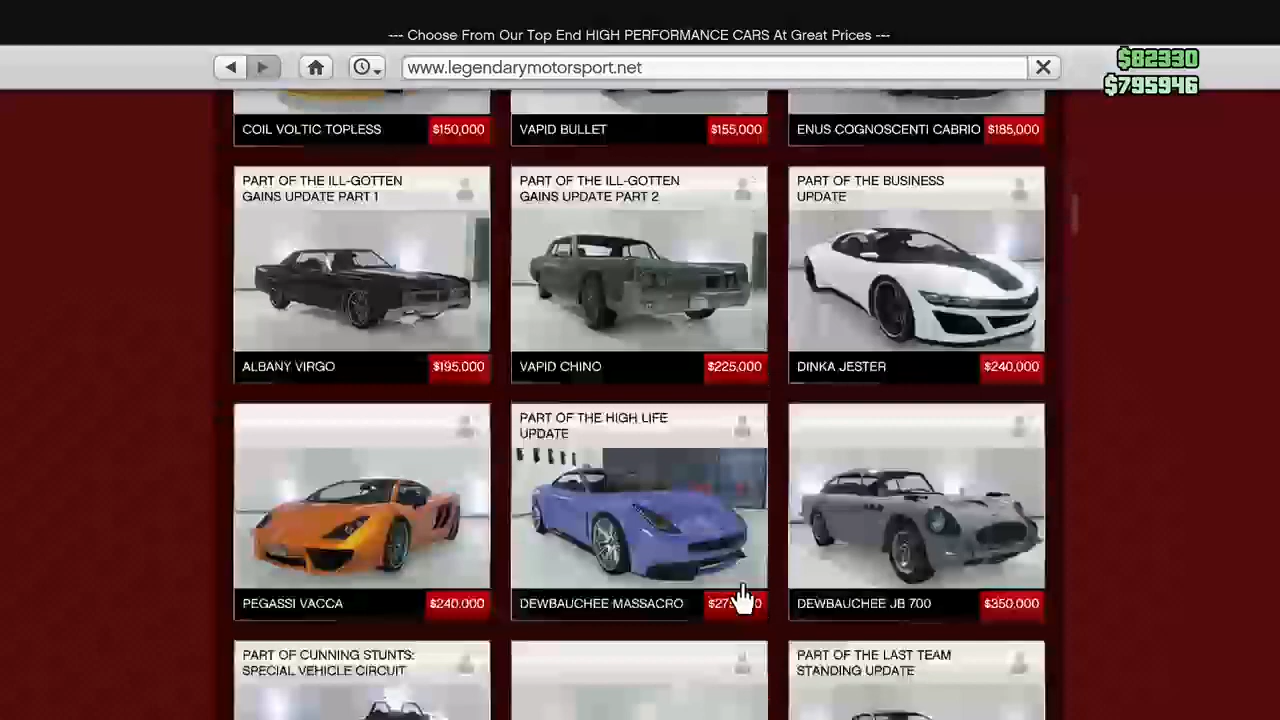 --- Choose From Our Top End HIGH PERFORMANCE CARS At Great Prices ---
www.legendarymotorsport.net
$82330
$795946
COIL VOLTIC TOPLESS $150,000
VAPID BULLET $155,000
ENUS COGNOSCENTI CABRIO $185,000
PART OF THE ILL-GOTTEN
GAINS UPDATE PART 1
ALBANY VIRGO $195,000
PART OF THE ILL-GOTTEN
GAINS UPDATE PART 2
VAPID CHINO $225,000
PART OF THE BUSINESS
UPDATE
DINKA JESTER $240,000
PEGASSI VACCA $240,000
PART OF THE HIGH LIFE
UPDATE
DEWBAUCHEE MASSACRO
DEWBAUCHEE JB 700 $350,000
PART OF CUNNING STUNTS:
SPECIAL VEHICLE CIRCUIT
PART OF THE LAST TEAM
STANDING UPDATE